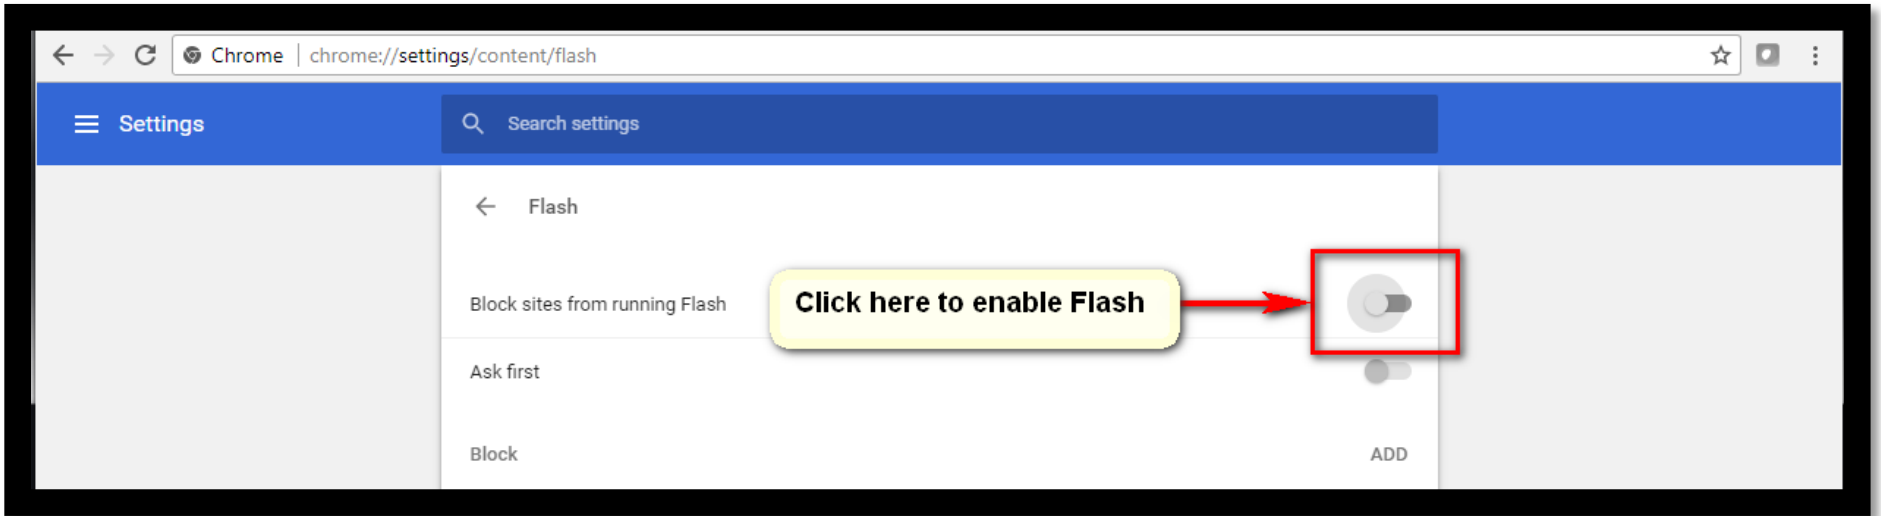 Chrome | chrome://settings/content/flash
Settings
Search settings
Flash
Block sites from running Flash
Click here to enable Flash
Ask first
Block
ADD